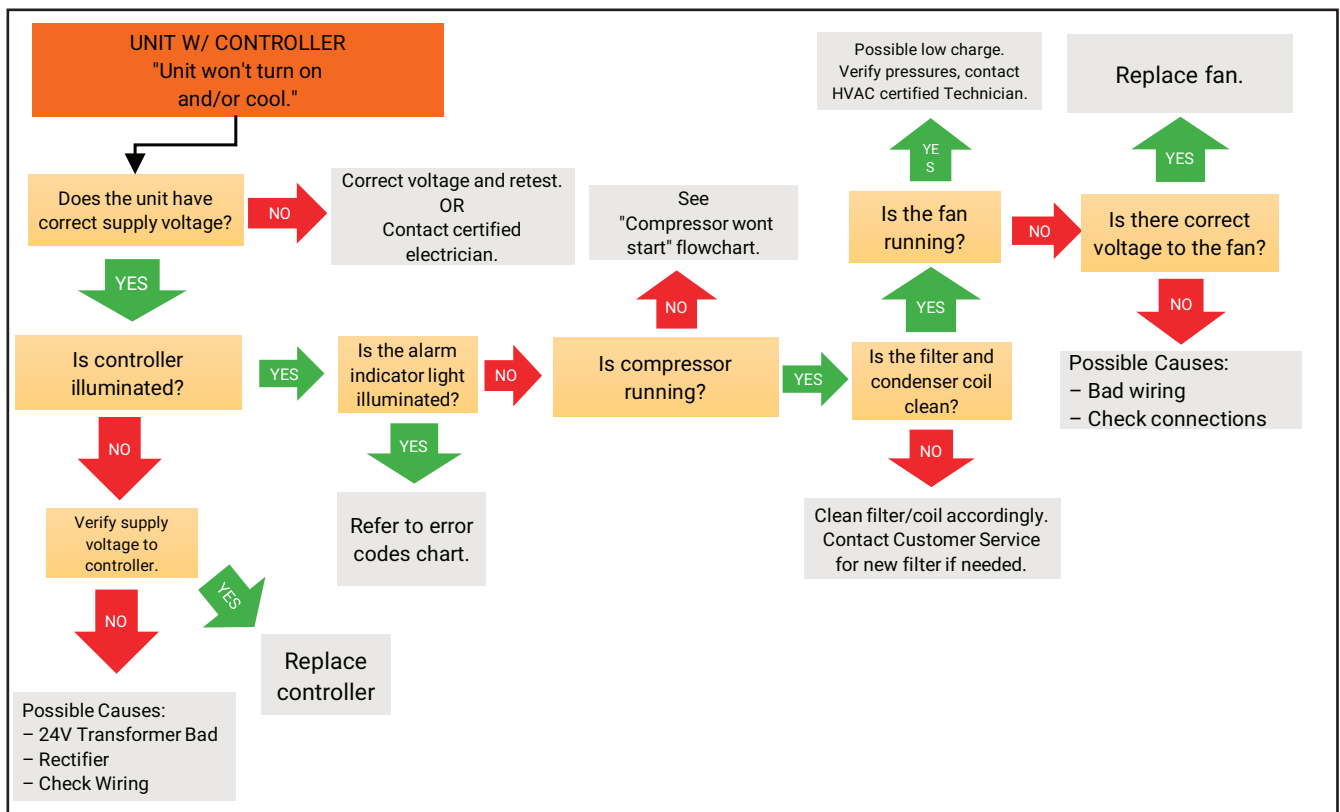 UNIT W/ CONTROLLER
"Unit won't turn on
and/or cool."
Does the unit have
correct supply voltage?
NO
Correct voltage and retest.
OR
Contact certified
electrician.
YES
Is controller
illuminated?
YES
Is the alarm
indicator light
illuminated?
NO
Is compressor
running?
NO
See
"Compressor wont
start" flowchart.
YES
Is the filter and
condenser coil
clean?
YES
Is the fan
running?
YE
S
Possible low charge.
Verify pressures, contact
HVAC certified Technician.
NO
Is there correct
voltage to the fan?
YES
Replace fan.
NO
Possible Causes:
– Bad wiring
– Check connections
NO
Clean filter/coil accordingly.
Contact Customer Service
for new filter if needed.
YES
Refer to error
codes chart.
NO
Verify supply
voltage to
controller.
YES
Replace
controller
NO
Possible Causes:
– 24V Transformer Bad
– Rectifier
– Check Wiring